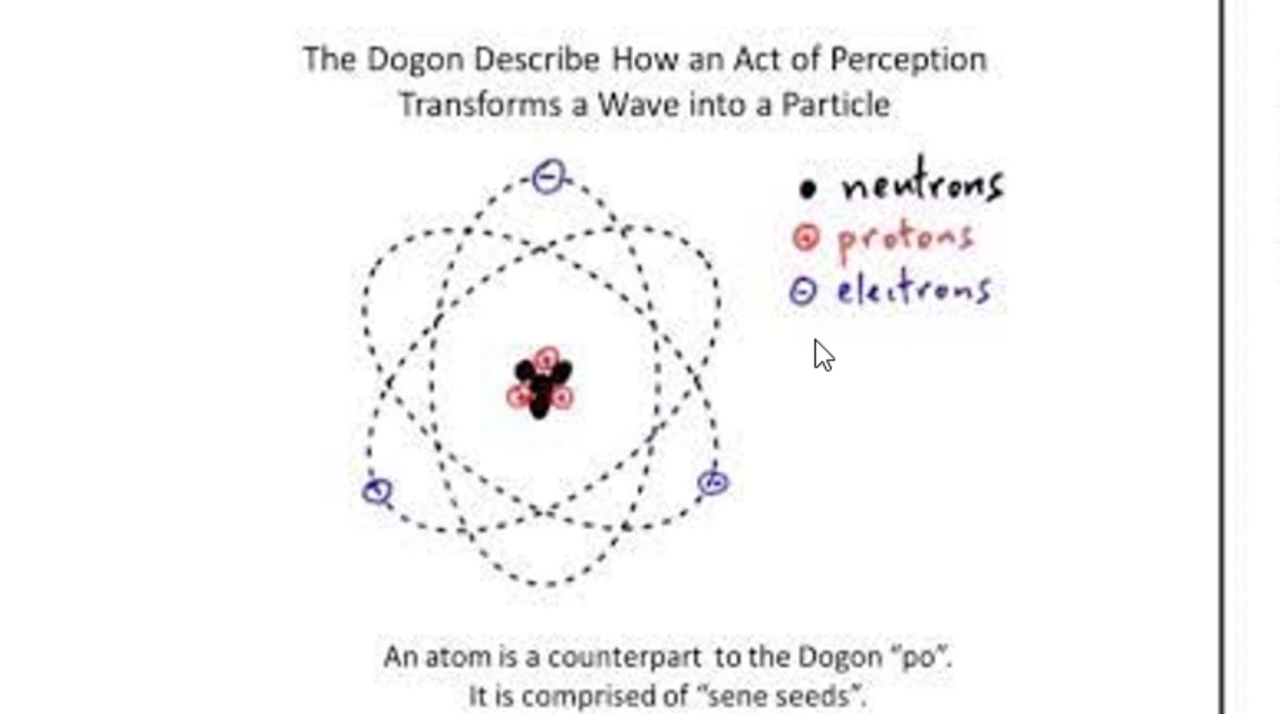 The Dogon Describe How an Act of Perception
Transforms a Wave into a Particle
neutrons
protons
electrons
An atom is a counterpart to the Dogon “po”.
It is comprised of “sene seeds”.